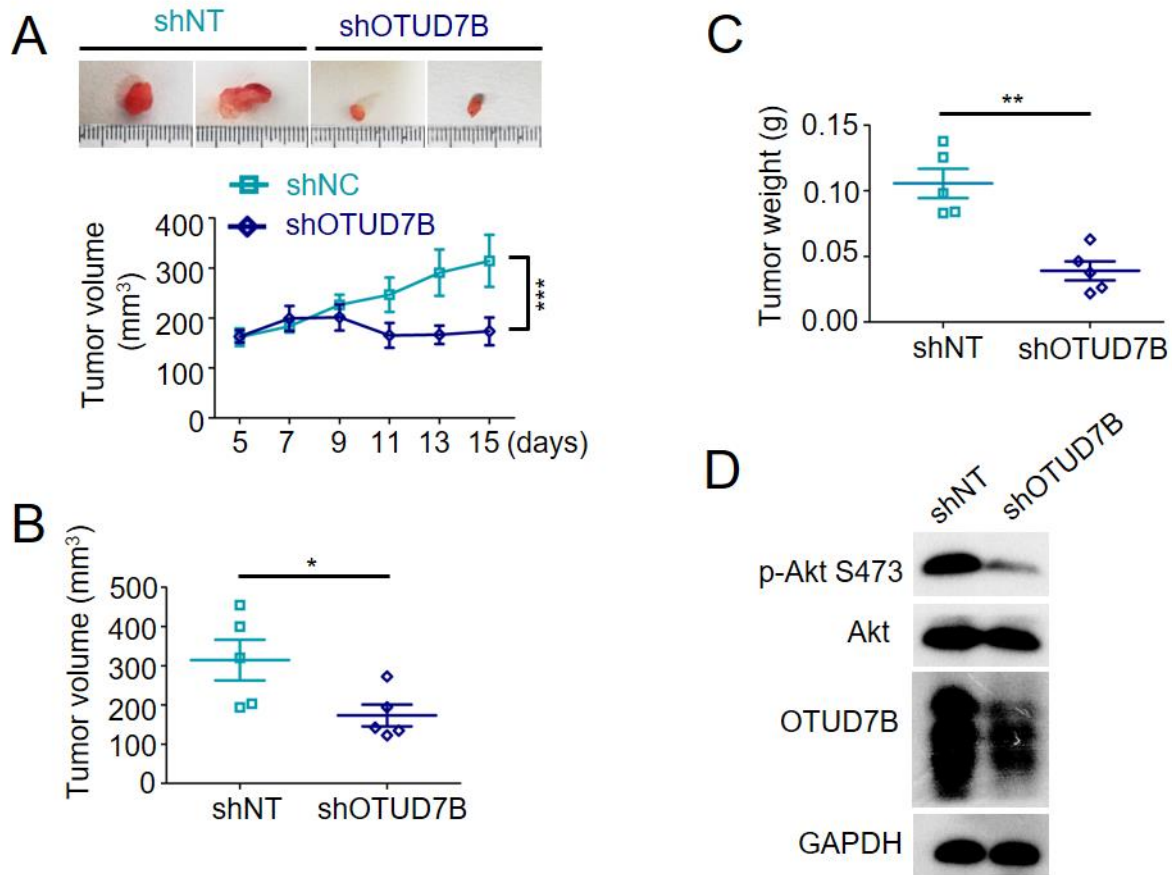 A
shNT
shOTUD7B
shNC
shOTUD7B
Tumor volume
(mm³)
400
300
200
100
0
5 7 9 11 13 15 (days)
***
B
Tumor volume (mm³)
500
400
300
200
100
0
*
shNT shOTUD7B
C
Tumor weight (g)
0.15
0.10
0.05
0.00
**
shNT shOTUD7B
D
shNT
shOTUD7B
p-Akt S473
Akt
OTUD7B
GAPDH